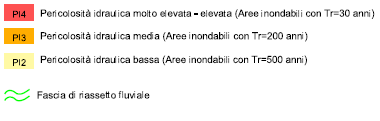 PI4 Pericolosità idraulica molto elevata - elevata (Aree inondabili con Tr=30 anni)
PI3 Pericolosità idraulica media (Aree inondabili con Tr=200 anni)
PI2 Pericolosità idraulica bassa (Aree inondabili con Tr=500 anni)
Fascia di riassetto fluviale